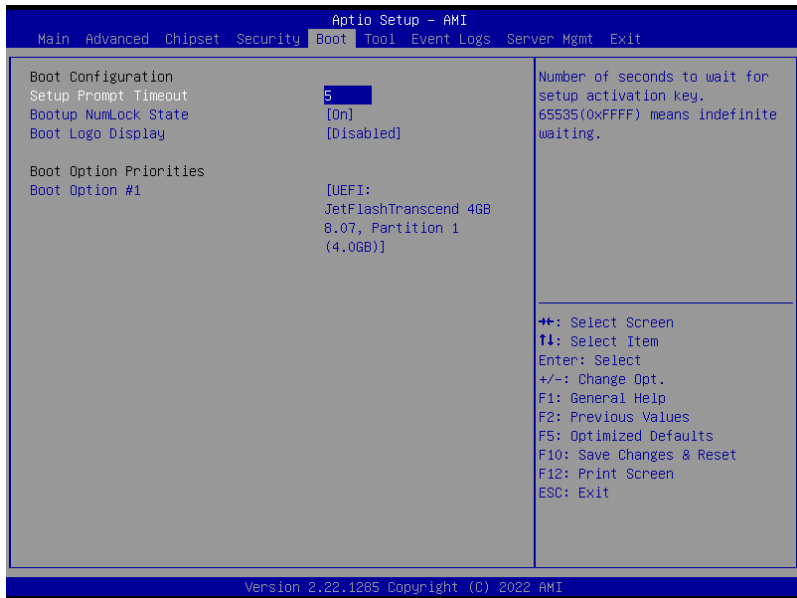 Aptio Setup – AMI
Main Advanced Chipset Security Boot Tool Event Logs Server Mgmt Exit
Boot Configuration
Setup Prompt Timeout 5
Bootup NumLock State [On]
Boot Logo Display [Disabled]
Boot Option Priorities
Boot Option #1 [UEFI:
JetFlashTranscend 4GB
8.07, Partition 1
(4.0GB)]
Number of seconds to wait for
setup activation key.
65535(0xFFFF) means indefinite
waiting.
→←: Select Screen
↑↓: Select Item
Enter: Select
+/-: Change Opt.
F1: General Help
F2: Previous Values
F5: Optimized Defaults
F10: Save Changes & Reset
F12: Print Screen
ESC: Exit
Version 2.22.1285 Copyright (C) 2022 AMI